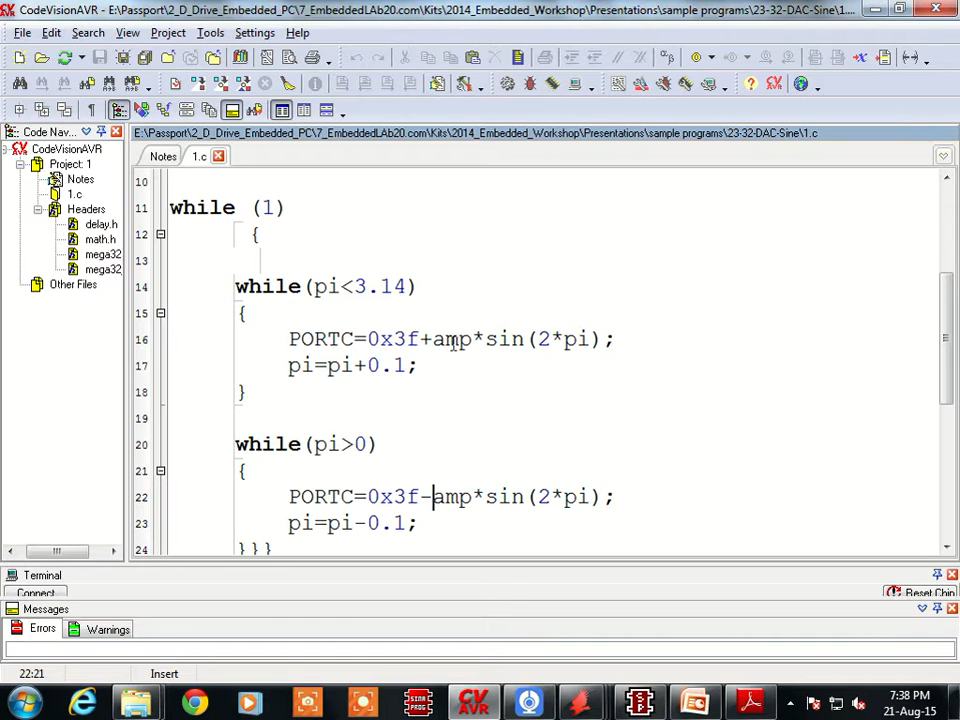 CodeVisionAVR - E:\Passport\2_D_Drive_Embedded_PC\7_EmbeddedLAb20.com\Kits\2014_Embedded_Workshop\Presentations\sample programs\23-32-DAC-Sine\1....
File Edit Search View Project Tools Settings Help
Code Nav...
E:\Passport\2_D_Drive_Embedded_PC\7_EmbeddedLAb20.com\Kits\2014_Embedded_Workshop\Presentations\sample programs\23-32-DAC-Sine\1.c
CodeVisionAVR
Project: 1
Notes
1.c
Headers
delay.h
math.h
mega32
mega32
Other Files
Notes 1.c
10
11 while (1)
12 {
13
14 while(pi<3.14)
15 {
16 PORTC=0x3f+amp*sin(2*pi);
17 pi=pi+0.1;
18 }
19
20 while(pi>0)
21 {
22 PORTC=0x3f-amp*sin(2*pi);
23 pi=pi-0.1;
24 }}}
Terminal
Connect Reset Chip
Messages
Errors Warnings
22:21 Insert
7:38 PM
21-Aug-15